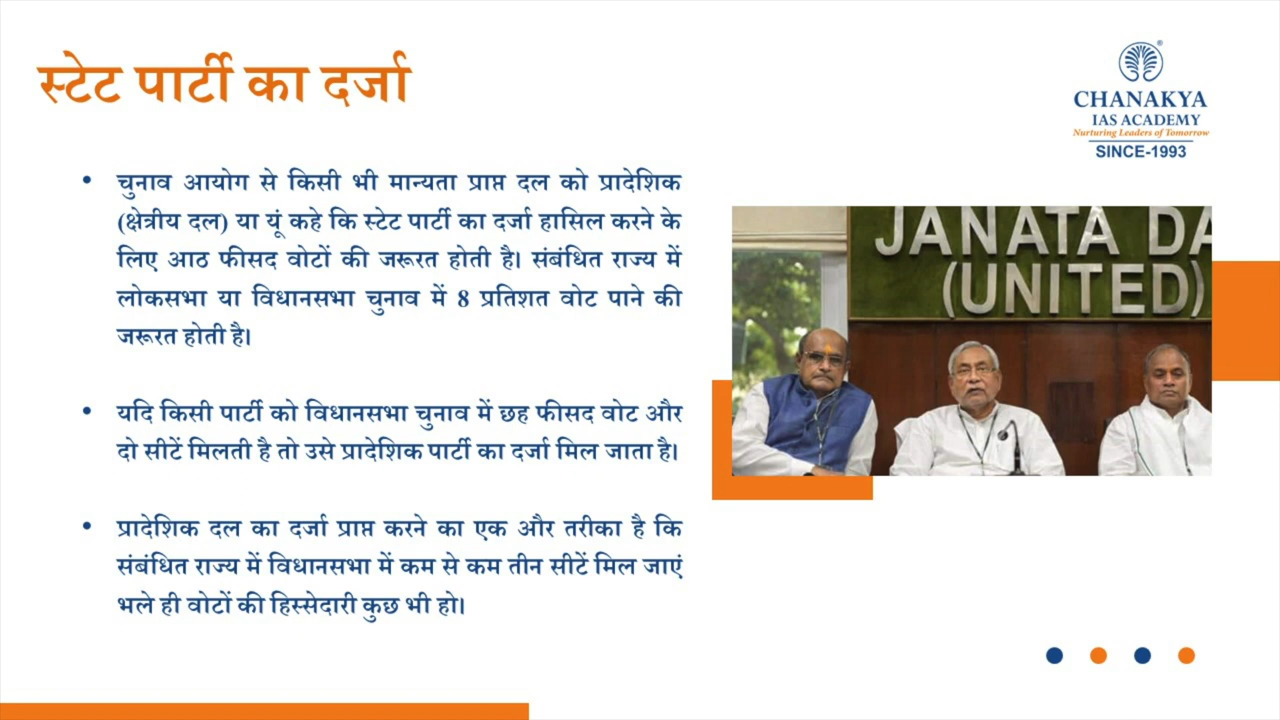 स्टेट पार्टी का दर्जा
CHANAKYA
IAS ACADEMY
Nurturing Leaders of Tomorrow
SINCE-1993
• चुनाव आयोग से किसी भी मान्यता प्राप्त दल को प्रादेशिक
(क्षेत्रीय दल) या यूं कहे कि स्टेट पार्टी का दर्जा हासिल करने के
लिए आठ फीसद वोटों की जरूरत होती है। संबंधित राज्य में
लोकसभा या विधानसभा चुनाव में 8 प्रतिशत वोट पाने की
जरूरत होती है।
• यदि किसी पार्टी को विधानसभा चुनाव में छह फीसद वोट और
दो सीटें मिलती है तो उसे प्रादेशिक पार्टी का दर्जा मिल जाता है।
• प्रादेशिक दल का दर्जा प्राप्त करने का एक और तरीका है कि
संबंधित राज्य में विधानसभा में कम से कम तीन सीटें मिल जाएं
भले ही वोटों की हिस्सेदारी कुछ भी हो।
JANATA DA
(UNITED)